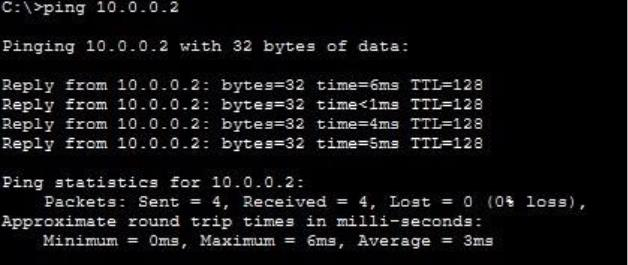 C:\>ping 10.0.0.2
Pinging 10.0.0.2 with 32 bytes of data:
Reply from 10.0.0.2: bytes=32 time=6ms TTL=128
Reply from 10.0.0.2: bytes=32 time<1ms TTL=128
Reply from 10.0.0.2: bytes=32 time=4ms TTL=128
Reply from 10.0.0.2: bytes=32 time=5ms TTL=128
Ping statistics for 10.0.0.2:
Packets: Sent = 4, Received = 4, Lost = 0 (0% loss),
Approximate round trip times in milli-seconds:
Minimum = 0ms, Maximum = 6ms, Average = 3ms